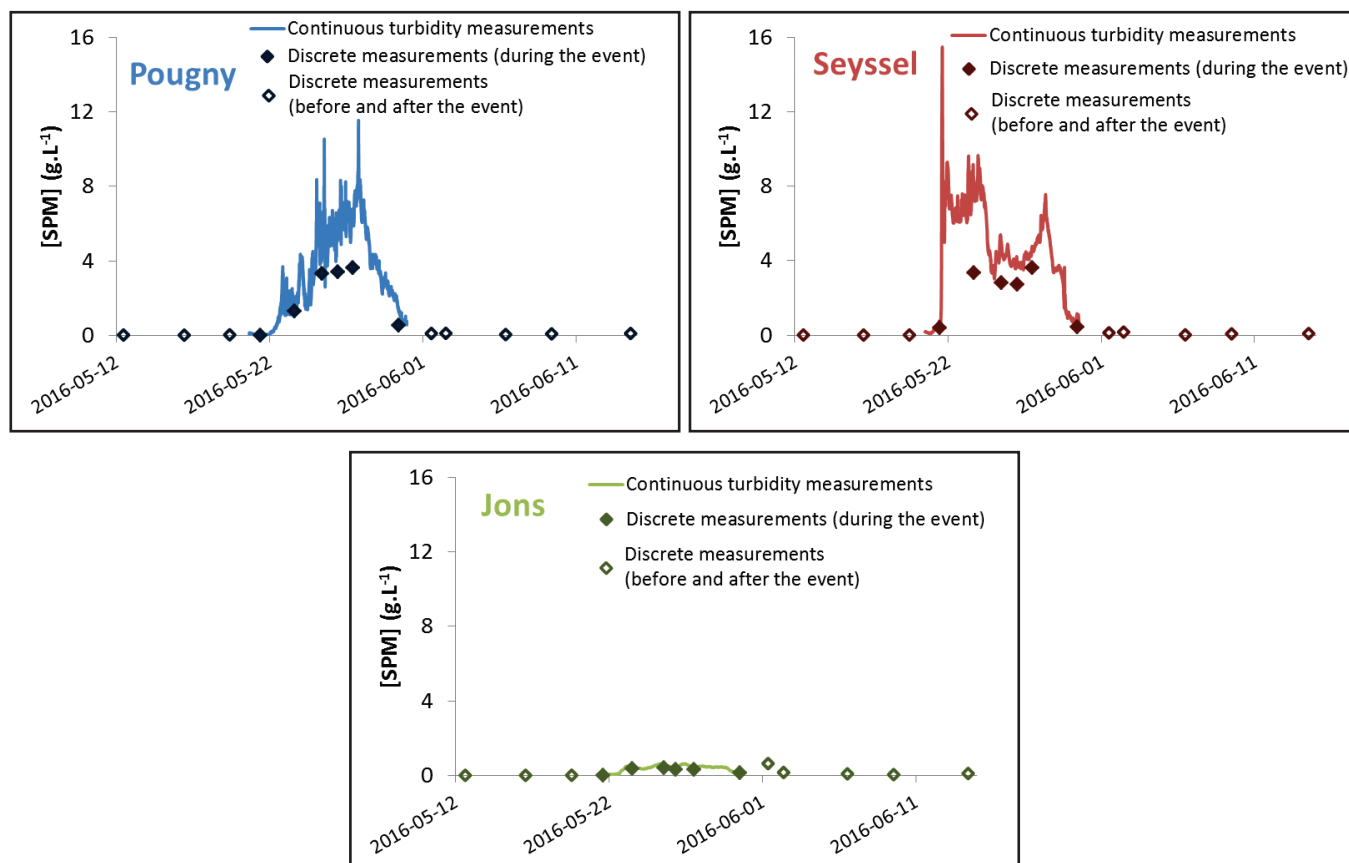 Pougny
Continuous turbidity measurements
Discrete measurements (during the event)
Discrete measurements
(before and after the event)
[SPM] (g.L-1)
16
12
8
4
0
2016-05-12
2016-05-22
2016-06-01
2016-06-11
Seyssel
Continuous turbidity measurements
Discrete measurements (during the event)
Discrete measurements
(before and after the event)
[SPM] (g.L-1)
16
12
8
4
0
2016-05-12
2016-05-22
2016-06-01
2016-06-11
Jons
Continuous turbidity measurements
Discrete measurements (during the event)
Discrete measurements
(before and after the event)
[SPM] (g.L-1)
16
12
8
4
0
2016-05-12
2016-05-22
2016-06-01
2016-06-11